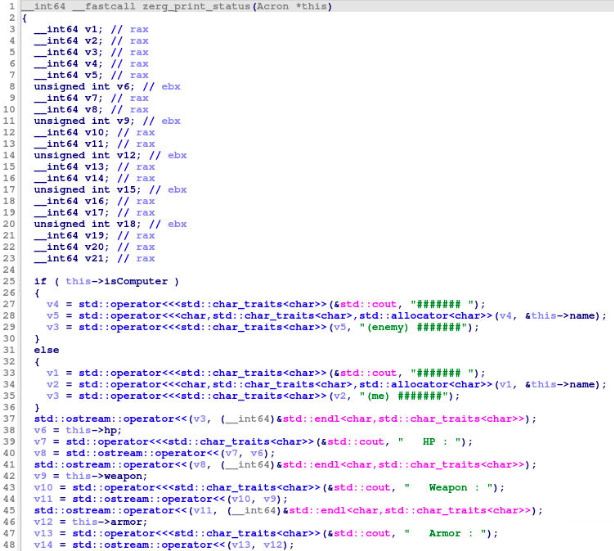 1 __int64 __fastcall zerg_print_status(Acron *this)
2 {
3 __int64 v1; // rax
4 __int64 v2; // rax
5 __int64 v3; // rax
6 __int64 v4; // rax
7 __int64 v5; // rax
8 unsigned int v6; // ebx
9 __int64 v7; // rax
10 __int64 v8; // rax
11 unsigned int v9; // ebx
12 __int64 v10; // rax
13 __int64 v11; // rax
14 unsigned int v12; // ebx
15 __int64 v13; // rax
16 __int64 v14; // rax
17 unsigned int v15; // ebx
18 __int64 v16; // rax
19 __int64 v17; // rax
20 unsigned int v18; // ebx
21 __int64 v19; // rax
22 __int64 v20; // rax
23 __int64 v21; // rax
24
25 if ( this->isComputer )
26 {
27 v4 = std::operator<<<std::char_traits<char>>(&std::cout, "####### ");
28 v5 = std::operator<<<char,std::char_traits<char>,std::allocator<char>>(v4, &this->name);
29 v3 = std::operator<<<std::char_traits<char>>(v5, "(enemy) #######");
30 }
31 else
32 {
33 v1 = std::operator<<<std::char_traits<char>>(&std::cout, "####### ");
34 v2 = std::operator<<<char,std::char_traits<char>,std::allocator<char>>(v1, &this->name);
35 v3 = std::operator<<<std::char_traits<char>>(v2, "(me) #######");
36 }
37 std::ostream::operator<<(v3, (__int64)&std::endl<char,std::char_traits<char>>);
38 v6 = this->hp;
39 v7 = std::operator<<<std::char_traits<char>>(&std::cout, "   HP : ");
40 v8 = std::ostream::operator<<(v7, v6);
41 std::ostream::operator<<(v8, (__int64)&std::endl<char,std::char_traits<char>>);
42 v9 = this->weapon;
43 v10 = std::operator<<<std::char_traits<char>>(&std::cout, "   Weapon : ");
44 v11 = std::ostream::operator<<(v10, v9);
45 std::ostream::operator<<(v11, (__int64)&std::endl<char,std::char_traits<char>>);
46 v12 = this->armor;
47 v13 = std::operator<<<std::char_traits<char>>(&std::cout, "   Armor : ");
48 v14 = std::ostream::operator<<(v13, v12);